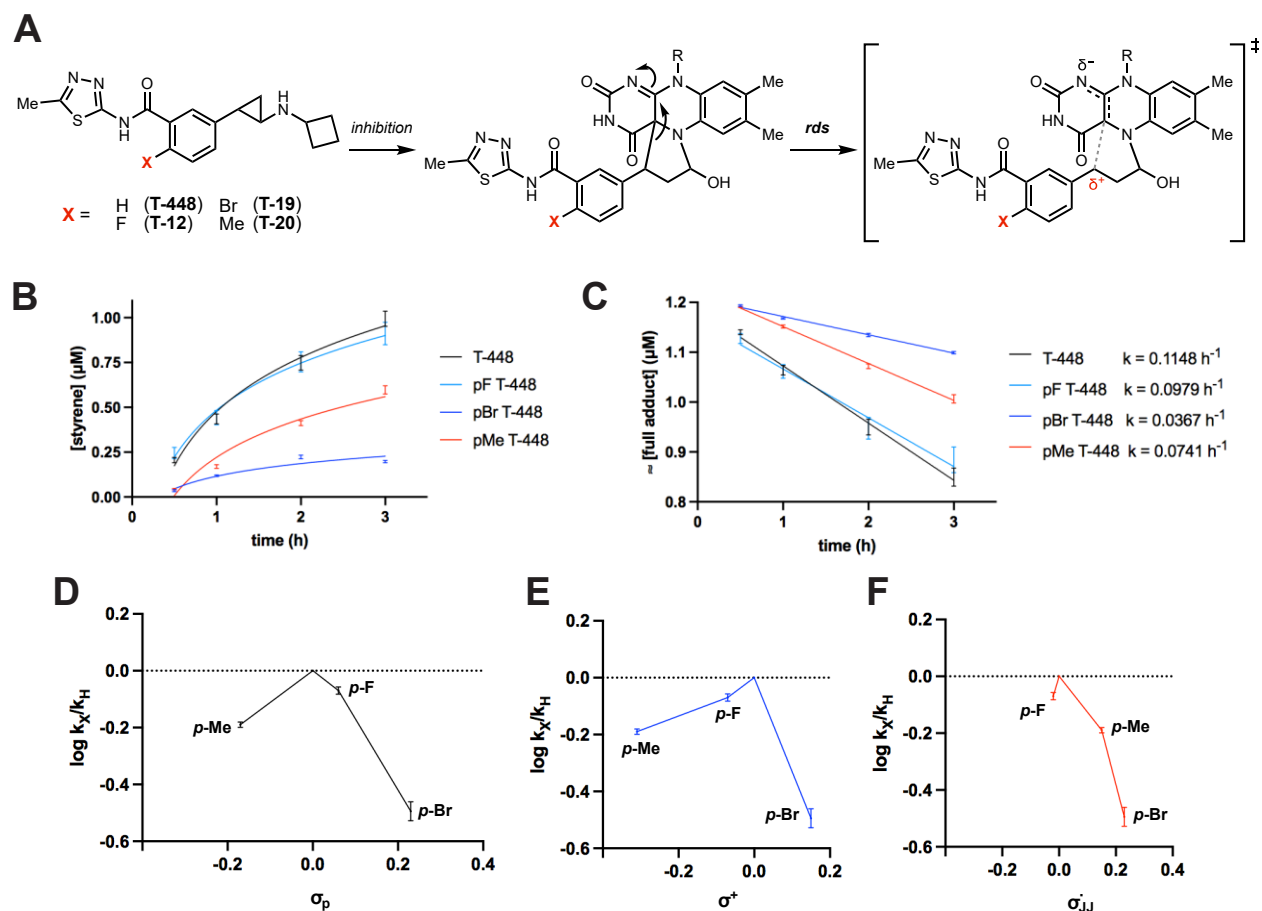 A
N N
Me S N H
O
H N
X
inhibition
X = H (T-448) Br (T-19)
F (T-12) Me (T-20)
R
O N N Me
HN N Me
O
N N
Me S N H
O
OH
X
rds
δ⁻ R
O N N Me
HN N Me
O
N N
Me S N H
O
δ⁺ OH
X
‡
B
[styrene] (μM)
1.00
0.75
0.50
0.25
0.00
0 1 2 3
time (h)
T-448
pF T-448
pBr T-448
pMe T-448
C
≈ [full adduct] (μM)
1.2
1.1
1.0
0.9
0.8
0 1 2 3
time (h)
T-448 k = 0.1148 h⁻¹
pF T-448 k = 0.0979 h⁻¹
pBr T-448 k = 0.0367 h⁻¹
pMe T-448 k = 0.0741 h⁻¹
D
log kX/kH
0.2
0.0
-0.2
-0.4
-0.6
p-Me
p-F
p-Br
-0.2 0.0 0.2 0.4
σp
E
log kX/kH
0.2
0.0
-0.2
-0.4
-0.6
p-Me
p-F
p-Br
-0.2 0.0 0.2
σ⁺
F
log kX/kH
0.2
0.0
-0.2
-0.4
-0.6
p-F
p-Me
p-Br
-0.2 0.0 0.2 0.4
σ˙JJ